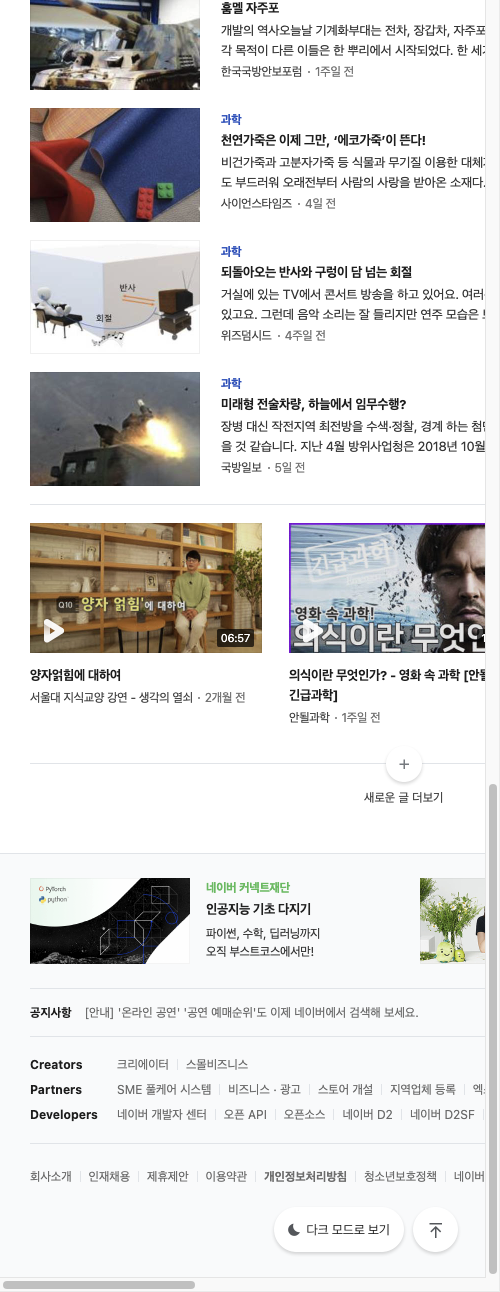 홈멜 자주포
개발의 역사오늘날 기계화부대는 전차, 장갑차, 자주포
각 목적이 다른 이들은 한 뿌리에서 시작되었다. 한 세
한국국방안보포럼 · 1주일 전
과학
천연가죽은 이제 그만, ‘에코가죽’이 뜬다!
비건가죽과 고분자가죽 등 식물과 무기질 이용한 대체
도 부드러워 오래전부터 사람의 사랑을 받아온 소재다.
사이언스타임즈 · 4일 전
반사
회절
과학
되돌아오는 반사와 구렁이 담 넘는 회절
거실에 있는 TV에서 콘서트 방송을 하고 있어요. 여러
있고요. 그런데 음악 소리는 잘 들리지만 연주 모습은
위즈덤시드 · 4주일 전
과학
미래형 전술차량, 하늘에서 임무수행?
장병 대신 작전지역 최전방을 수색·정찰, 경계 하는 첨
을 것 같습니다. 지난 4월 방위사업청은 2018년 10월
국방일보 · 5일 전
Q10 양자 얽힘'에 대하여
06:57
양자얽힘에 대하여
서울대 지식교양 강연 - 생각의 열쇠 · 2개월 전
긴급과학
영화 속 과학!
의식이란 무엇인
의식이란 무엇인가? - 영화 속 과학 [안될
긴급과학]
안될과학 · 1주일 전
+
새로운 글 더보기
PyTorch
python
네이버 커넥트재단
인공지능 기초 다지기
파이썬, 수학, 딥러닝까지
오직 부스트코스에서만!
공지사항 [안내] '온라인 공연' '공연 예매순위'도 이제 네이버에서 검색해 보세요.
Creators 크리에이터 스몰비즈니스
Partners SME 풀케어 시스템 비즈니스 · 광고 스토어 개설 지역업체 등록 엑
Developers 네이버 개발자 센터 오픈 API 오픈소스 네이버 D2 네이버 D2SF
회사소개 인재채용 제휴제안 이용약관 개인정보처리방침 청소년보호정책 네이버
다크 모드로 보기